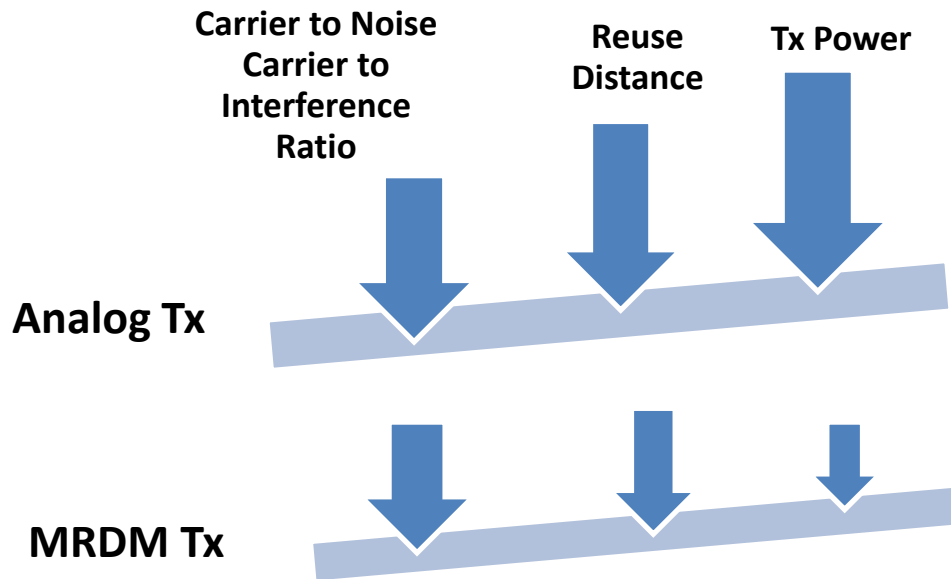 Carrier to Noise
Carrier to
Interference
Ratio
Reuse
Distance
Tx Power
Analog Tx
MRDM Tx